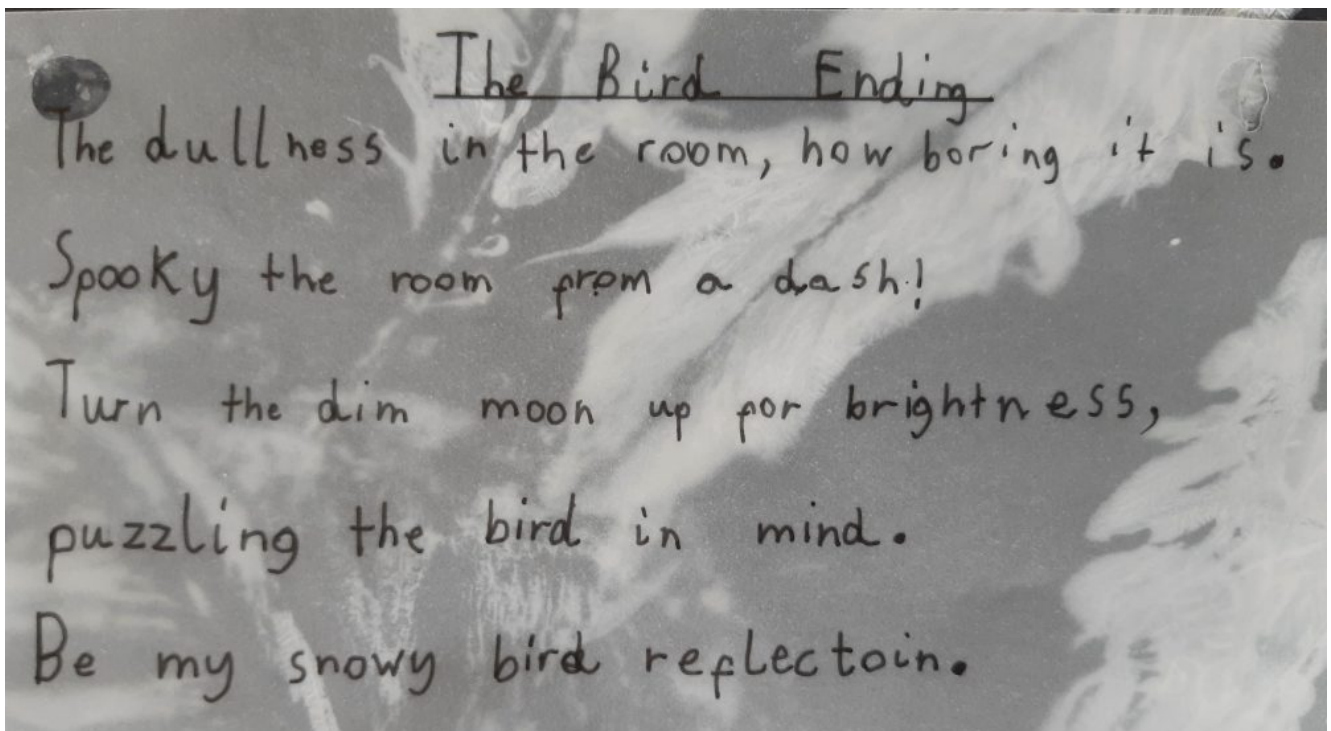 The Bird Ending
The dullness in the room, how boring it is.
Spooky the room from a dash!
Turn the dim moon up for brightness,
puzzling the bird in mind.
Be my snowy bird reflectoin.